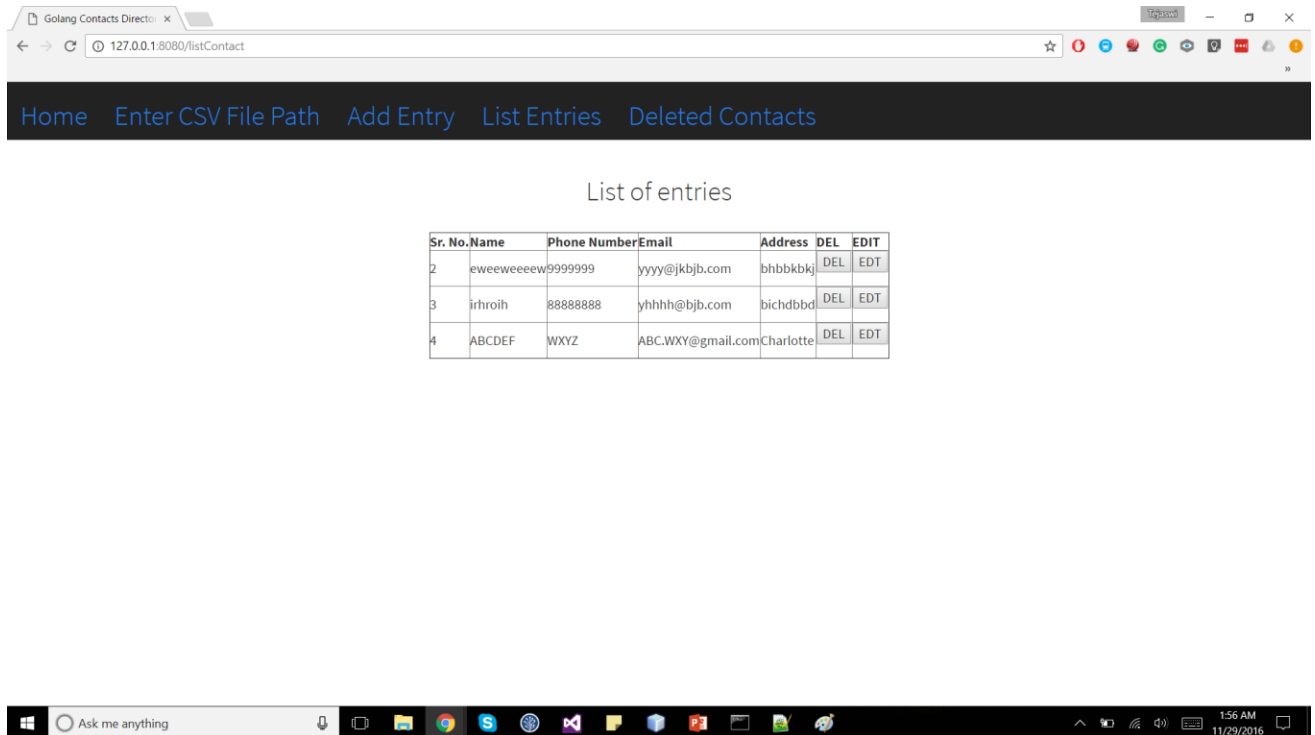 Golang Contacts Director
Tejaswi
127.0.0.1:8080/listContact
Home Enter CSV File Path Add Entry List Entries Deleted Contacts
List of entries
Sr. No. Name Phone Number Email Address DEL EDIT
2 eweeweeeew 9999999 yyyy@jkbjb.com bhbbkbkj DEL EDT
3 irhroih 88888888 yhhhh@bjb.com bichdbbd DEL EDT
4 ABCDEF WXYZ ABC.WXY@gmail.com Charlotte DEL EDT
Ask me anything
1:56 AM
11/29/2016